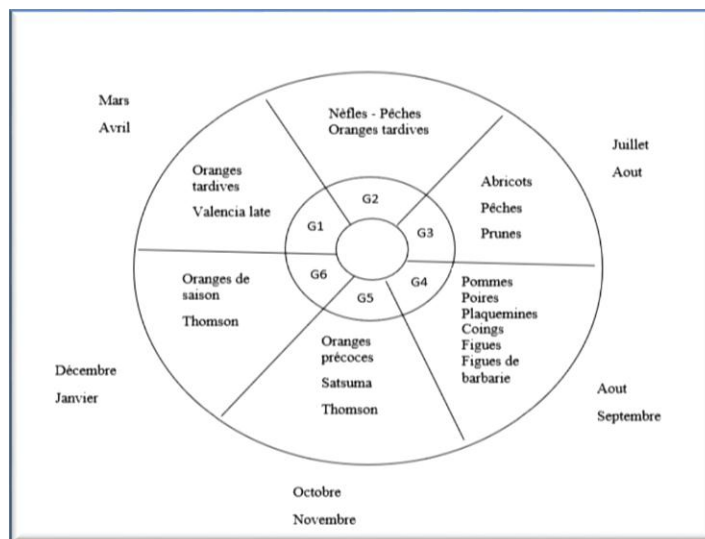 Mars
Avril
Nèfles - Pêches
Oranges tardives
Juillet
Aout
Oranges
tardives
Valencia late
Abricots
Pêches
Prunes
G1
G2
G3
G4
G5
G6
Oranges de
saison
Thomson
Pommes
Poires
Plaquemines
Coings
Figues
Figues de
barbarie
Oranges
précoces
Satsuma
Thomson
Décembre
Janvier
Aout
Septembre
Octobre
Novembre